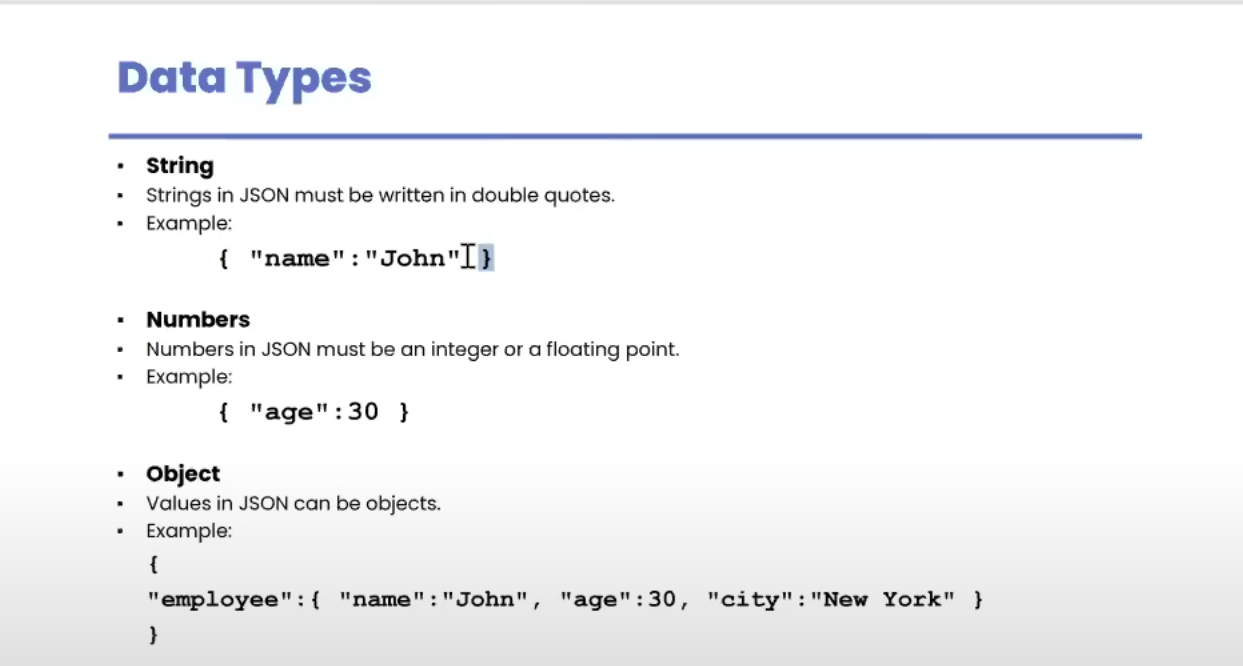 Data Types
▪ String
▪ Strings in JSON must be written in double quotes.
▪ Example:
{ "name":"John" }
▪ Numbers
▪ Numbers in JSON must be an integer or a floating point.
▪ Example:
{ "age":30 }
▪ Object
▪ Values in JSON can be objects.
▪ Example:
{
"employee":{ "name":"John", "age":30, "city":"New York" }
}